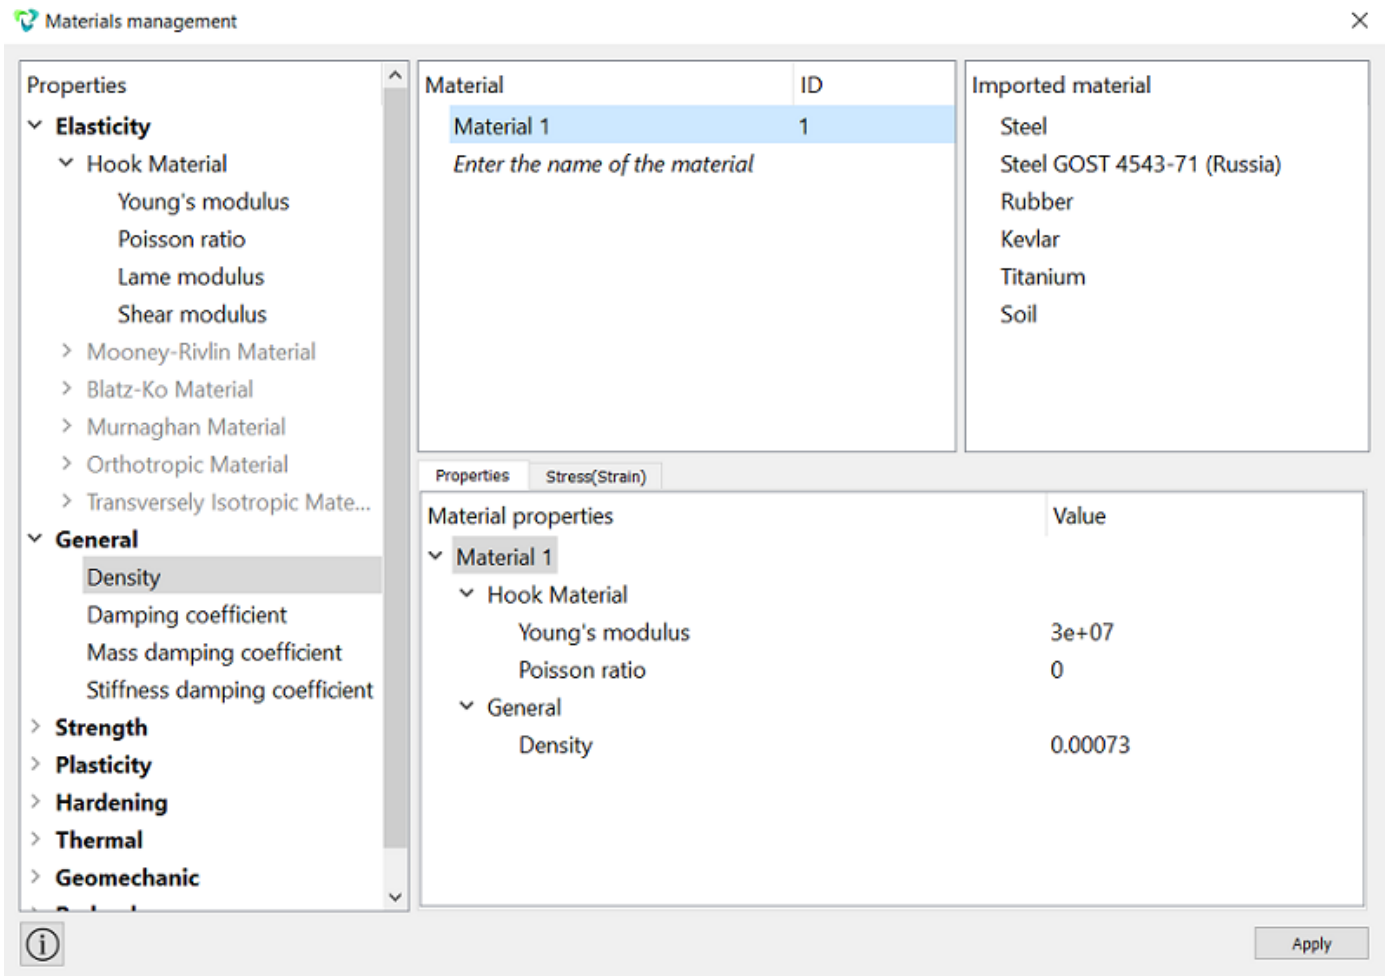 Materials management
Properties
Elasticity
Hook Material
Young's modulus
Poisson ratio
Lame modulus
Shear modulus
Mooney-Rivlin Material
Blatz-Ko Material
Murnaghan Material
Orthotropic Material
Transversely Isotropic Mate...
General
Density
Damping coefficient
Mass damping coefficient
Stiffness damping coefficient
Strength
Plasticity
Hardening
Thermal
Geomechanic
Material ID
Material 1 1
Enter the name of the material
Imported material
Steel
Steel GOST 4543-71 (Russia)
Rubber
Kevlar
Titanium
Soil
Properties Stress(Strain)
Material properties Value
Material 1
Hook Material
Young's modulus 3e+07
Poisson ratio 0
General
Density 0.00073
Apply